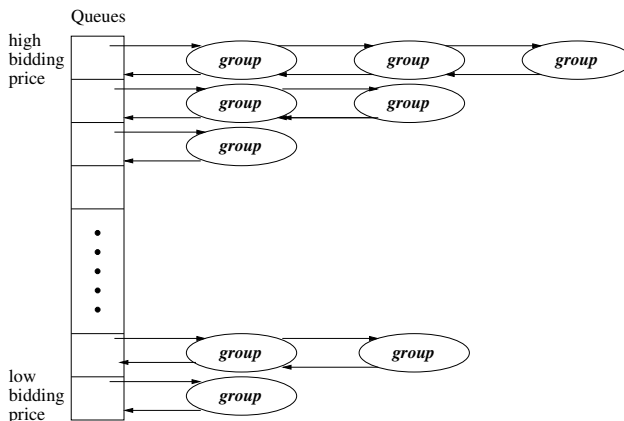 Queues
high
bidding
price
group group group
group group
group
group group
group
low
bidding
price